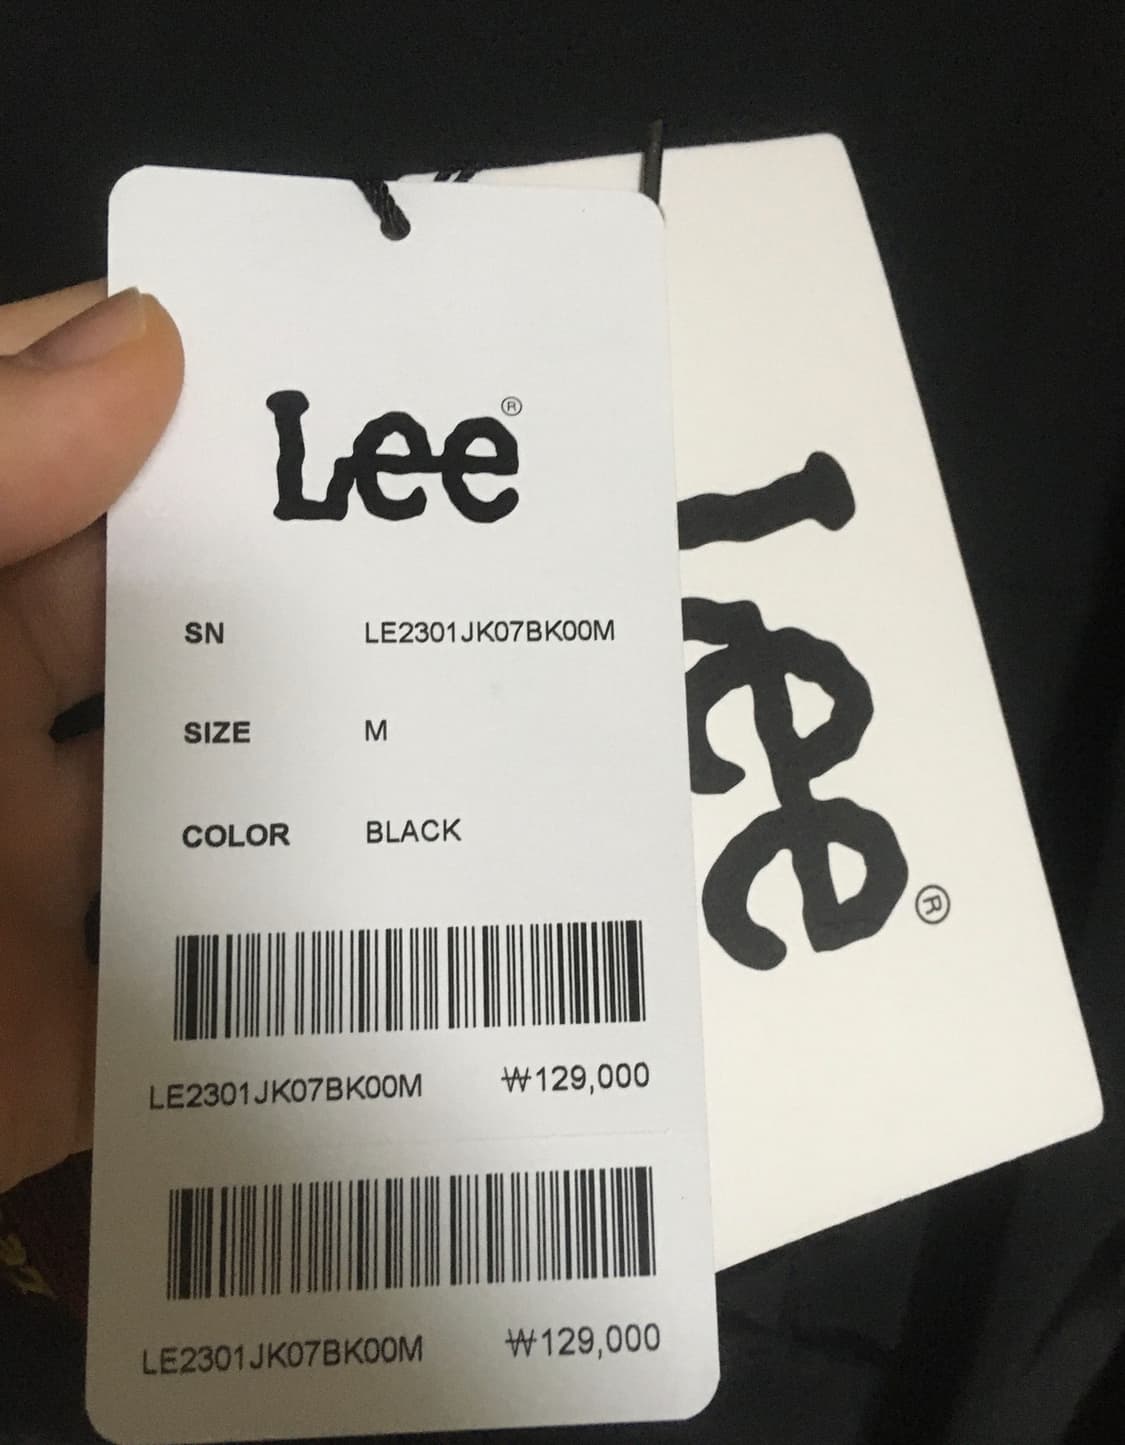 Lee®
SN LE2301JK07BK00M
SIZE M
COLOR BLACK
LE2301JK07BK00M ₩129,000
LE2301JK07BK00M ₩129,000
Lee®